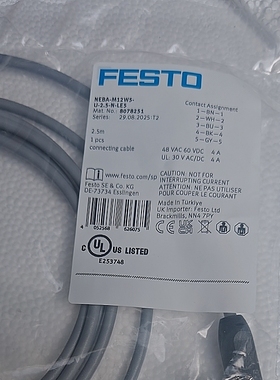 FESTO
NEBA-M12W5-
U-2.5-N-LE5
Mat. No.: 8078251
Series: 29.08.2025:T2
2.5m
1 pcs
connecting cable
Contact Assignment
1-BN-1
2-WH-2
3-BU-3
4-BK-4
5-GY-5
48 VAC 60 VDC 4 A
UL: 30 V AC/DC 4 A
www.festo.com/sp
Festo SE & Co. KG
DE-73734 Esslingen
CAUTION: NOT FOR
INTERRUPTING CURRENT
ATTENTION: NE PAS UTILISER
POUR COUPER LE COURANT
Made in Türkiye
UK Importer: Festo Ltd
Brackmills, NN4 7PY
4 052568 626075
c UL US LISTED
E253748